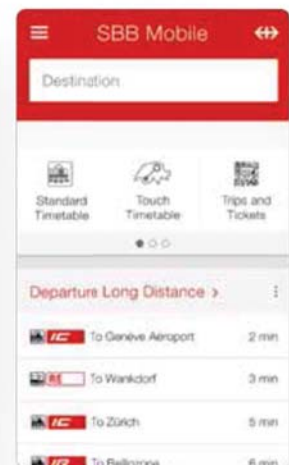 SBB Mobile
Destination
Standard Timetable
Touch Timetable
Trips and Tickets
Departure Long Distance >
IC To Genève Aéroport 2 min
To Wankdorf 3 min
IC To Zürich 5 min
IR To Bellinzona 6 min